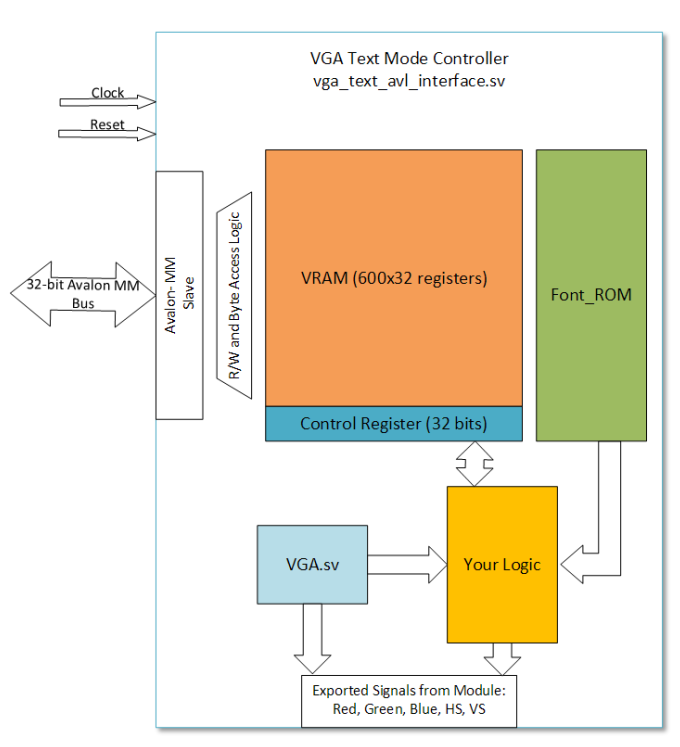 VGA Text Mode Controller
vga_text_avl_interface.sv
Clock
Reset
32-bit Avalon MM
Bus
Avalon- MM
Slave
R/W and Byte Access Logic
VRAM (600x32 registers)
Font_ROM
Control Register (32 bits)
VGA.sv
Your Logic
Exported Signals from Module:
Red, Green, Blue, HS, VS